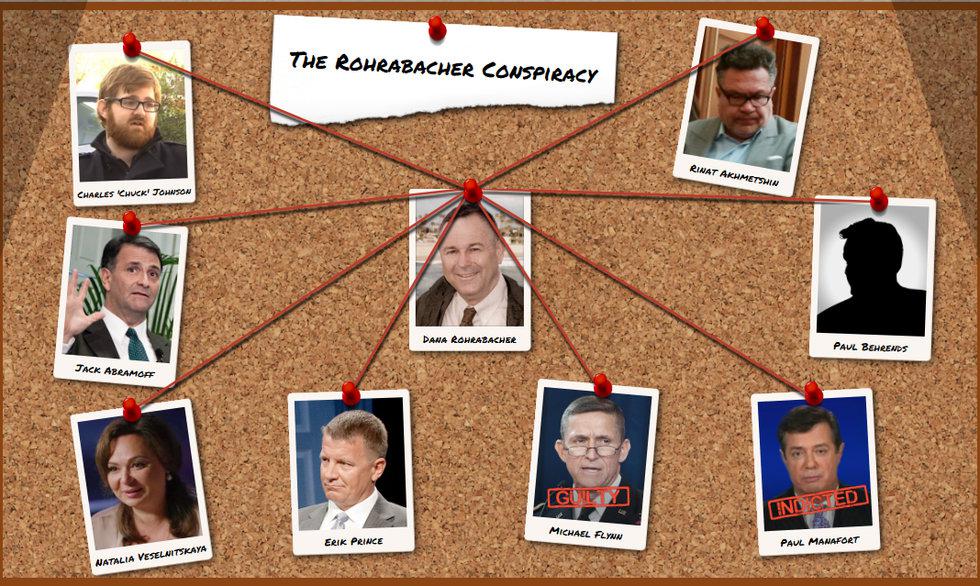 The Rohrabacher Conspiracy
Charles 'Chuck' Johnson
Rinat Akhmetshin
Jack Abramoff
Dana Rohrabacher
Paul Behrends
Natalia Veselnitskaya
Erik Prince
GUILTY
Michael Flynn
INDICTED
Paul Manafort